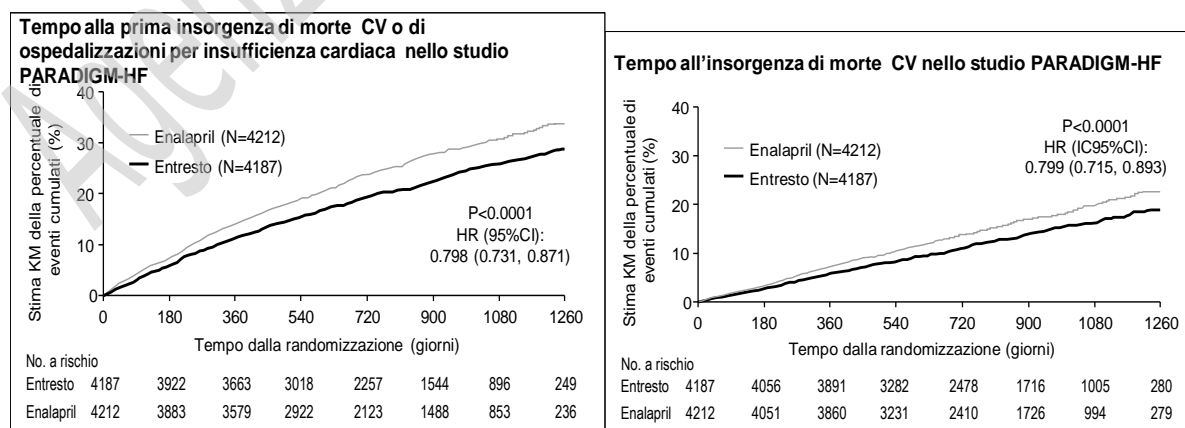 Agenz
Tempo alla prima insorgenza di morte CV o di
ospedalizzazioni per insufficienza cardiaca nello studio
PARADIGM-HF
Stima KM della percentuale di
eventi cumulati (%)
40
30
20
10
0
Enalapril (N=4212)
Entresto (N=4187)
P<0.0001
HR (95%CI):
0.798 (0.731, 0.871)
0 180 360 540 720 900 1080 1260
Tempo dalla randomizzazione (giorni)
No. a rischio
Entresto 4187 3922 3663 3018 2257 1544 896 249
Enalapril 4212 3883 3579 2922 2123 1488 853 236
Tempo all'insorgenza di morte CV nello studio PARADIGM-HF
Stima KM della percentuale di
eventi cumulati (%)
40
30
20
10
0
Enalapril (N=4212)
Entresto (N=4187)
P<0.0001
HR (IC95%CI):
0.799 (0.715, 0.893)
0 180 360 540 720 900 1080 1260
Tempo dalla randomizzazione (giorni)
No. a rischio
Entresto 4187 4056 3891 3282 2478 1716 1005 280
Enalapril 4212 4051 3860 3231 2410 1726 994 279